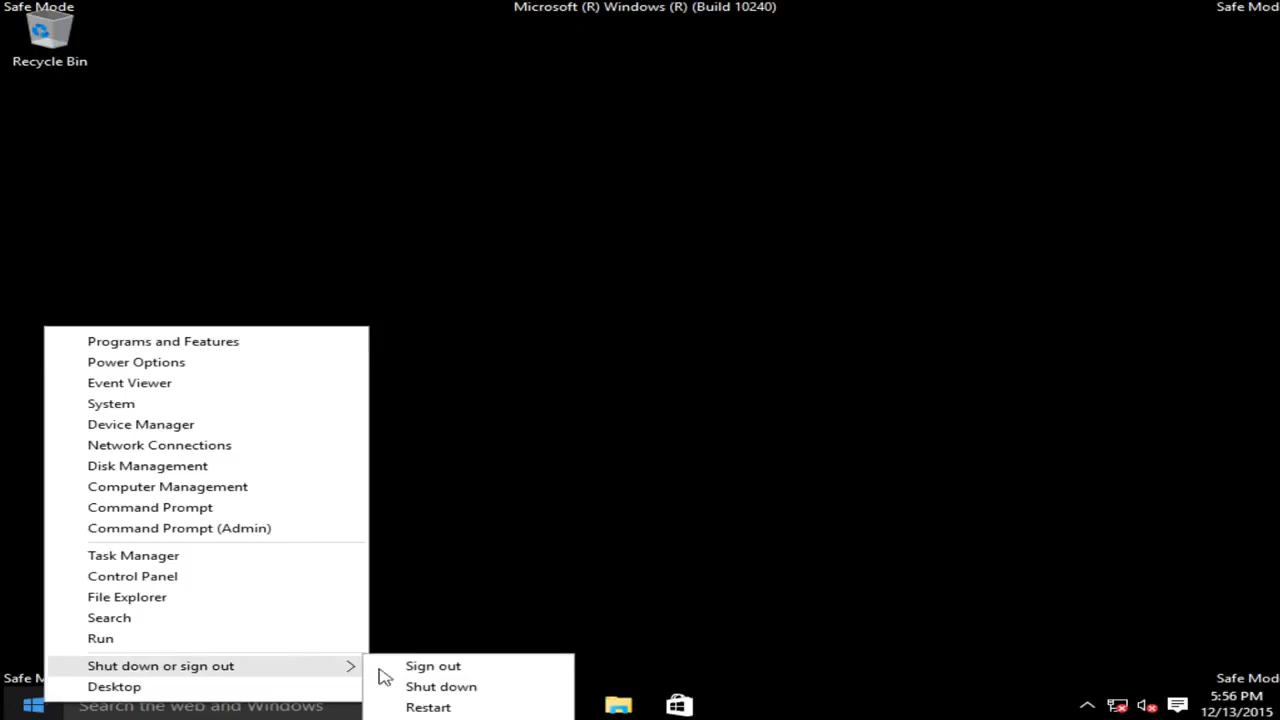 Safe Mode
Microsoft (R) Windows (R) (Build 10240)
Safe Mod
Recycle Bin
Programs and Features
Power Options
Event Viewer
System
Device Manager
Network Connections
Disk Management
Computer Management
Command Prompt
Command Prompt (Admin)
Task Manager
Control Panel
File Explorer
Search
Run
Shut down or sign out
Desktop
Sign out
Shut down
Restart
Safe M
Safe Mod
Search the web and Windows
5:56 PM
12/13/2015